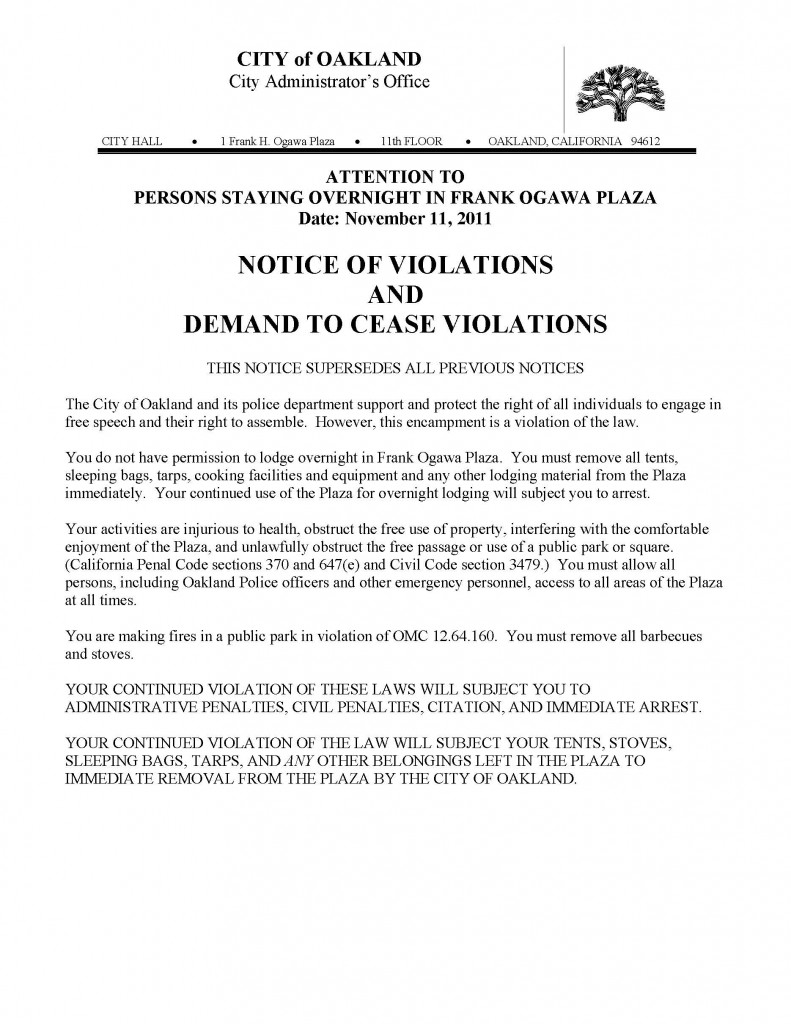 CITY of OAKLAND
City Administrator's Office
CITY HALL • 1 Frank H. Ogawa Plaza • 11th FLOOR • OAKLAND, CALIFORNIA 94612
ATTENTION TO
PERSONS STAYING OVERNIGHT IN FRANK OGAWA PLAZA
Date: November 11, 2011
NOTICE OF VIOLATIONS
AND
DEMAND TO CEASE VIOLATIONS
THIS NOTICE SUPERSEDES ALL PREVIOUS NOTICES
The City of Oakland and its police department support and protect the right of all individuals to engage in
free speech and their right to assemble. However, this encampment is a violation of the law.
You do not have permission to lodge overnight in Frank Ogawa Plaza. You must remove all tents,
sleeping bags, tarps, cooking facilities and equipment and any other lodging material from the Plaza
immediately. Your continued use of the Plaza for overnight lodging will subject you to arrest.
Your activities are injurious to health, obstruct the free use of property, interfering with the comfortable
enjoyment of the Plaza, and unlawfully obstruct the free passage or use of a public park or square.
(California Penal Code sections 370 and 647(e) and Civil Code section 3479.) You must allow all
persons, including Oakland Police officers and other emergency personnel, access to all areas of the Plaza
at all times.
You are making fires in a public park in violation of OMC 12.64.160. You must remove all barbecues
and stoves.
YOUR CONTINUED VIOLATION OF THESE LAWS WILL SUBJECT YOU TO
ADMINISTRATIVE PENALTIES, CIVIL PENALTIES, CITATION, AND IMMEDIATE ARREST.
YOUR CONTINUED VIOLATION OF THE LAW WILL SUBJECT YOUR TENTS, STOVES,
SLEEPING BAGS, TARPS, AND ANY OTHER BELONGINGS LEFT IN THE PLAZA TO
IMMEDIATE REMOVAL FROM THE PLAZA BY THE CITY OF OAKLAND.